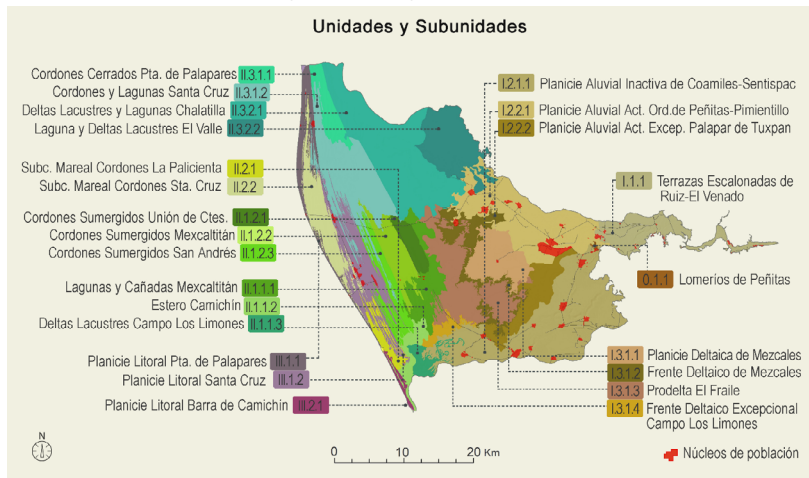 Unidades y Subunidades
Cordones Cerrados Pta. de Palapares II.3.1.1
Cordones y Lagunas Santa Cruz II.3.1.2
Deltas Lacustres y Lagunas Chalatilla II.3.2.1
Laguna y Deltas Lacustres El Valle II.3.2.2
Subc. Mareal Cordones La Palicienta II.2.1
Subc. Mareal Cordones Sta. Cruz II.2.2
Cordones Sumergidos Unión de Ctes. II.1.2.1
Cordones Sumergidos Mexcaltitán II.1.2.2
Cordones Sumergidos San Andrés II.1.2.3
Lagunas y Cañadas Mexcaltitán II.1.1.1
Estero Camichín II.1.1.2
Deltas Lacustres Campo Los Limones II.1.1.3
Planicie Litoral Pta. de Palapares III.1.1
Planicie Litoral Santa Cruz III.1.2
Planicie Litoral Barra de Camichín III.2.1
I.2.1.1 Planicie Aluvial Inactiva de Coamiles-Sentispac
I.2.2.1 Planicie Aluvial Act. Ord.de Peñitas-Pimientillo
I.2.2.2 Planicie Aluvial Act. Excep. Palapar de Tuxpan
I.1.1 Terrazas Escalonadas de
Ruiz-El Venado
0.1.1 Lomeríos de Peñitas
I.3.1.1 Planicie Deltaica de Mezcales
I.3.1.2 Frente Deltaico de Mezcales
I.3.1.3 Prodelta El Fraile
I.3.1.4 Frente Deltaico Excepcional
Campo Los Limones
Núcleos de población
N
0 10 20 Km